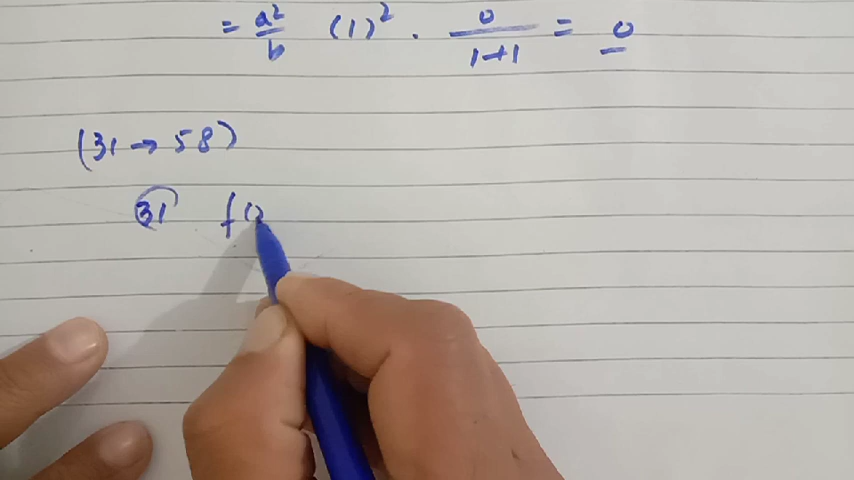 = a²/b (1)² . 0/1+1 = 0
(31 → 58)
31 f(